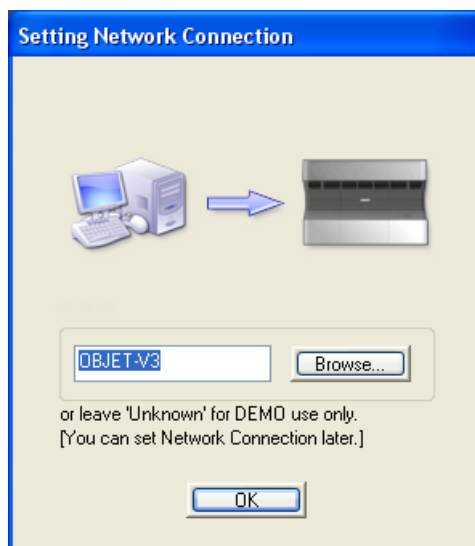 Setting Network Connection
OBJET-V3
Browse...
or leave 'Unknown' for DEMO use only.
[You can set Network Connection later.]
OK